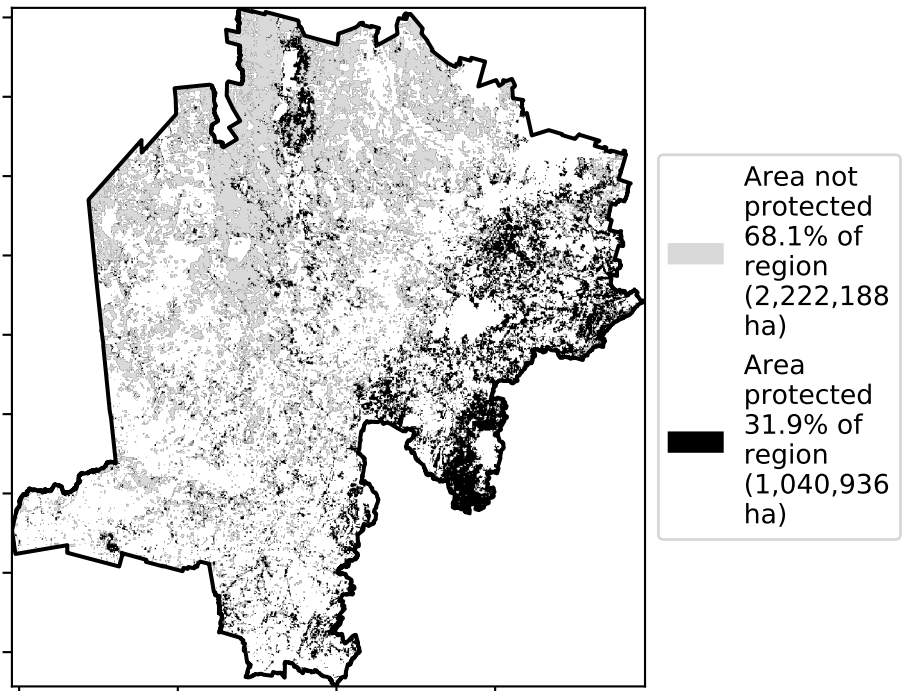 Area not
protected
68.1% of
region
(2,222,188
ha)
Area
protected
31.9% of
region
(1,040,936
ha)